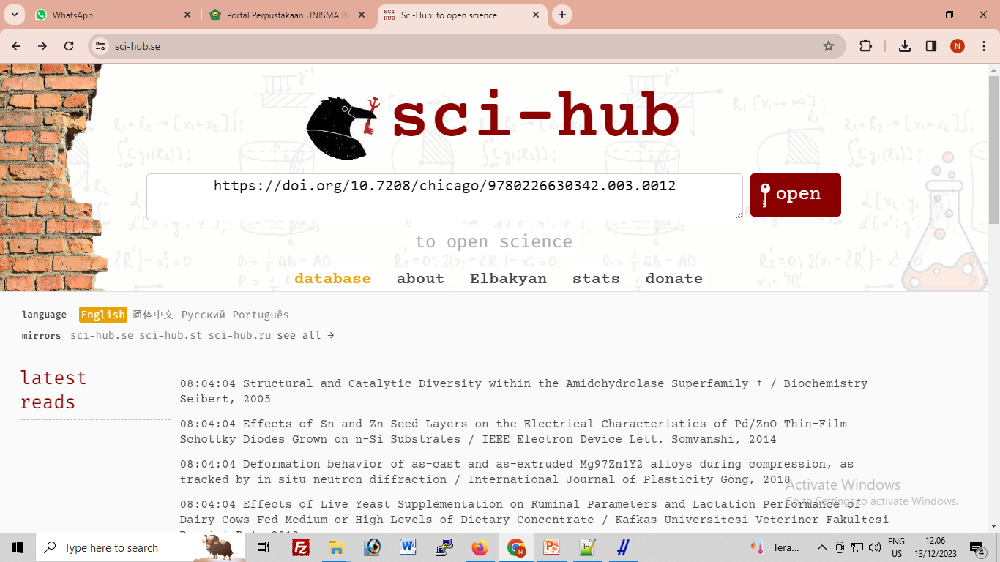 WhatsApp
Portal Perpustakaan UNISMA Be
SCI HUB Sci-Hub: to open science
sci-hub.se
N
sci-hub
https://doi.org/10.7208/chicago/9780226630342.003.0012
open
to open science
database about Elbakyan stats donate
language English 简体中文 Русский Português
mirrors sci-hub.se sci-hub.st sci-hub.ru see all →
latest
reads
08:04:04 Structural and Catalytic Diversity within the Amidohydrolase Superfamily † / Biochemistry
Seibert, 2005
08:04:04 Effects of Sn and Zn Seed Layers on the Electrical Characteristics of Pd/ZnO Thin-Film
Schottky Diodes Grown on n-Si Substrates / IEEE Electron Device Lett. Somvanshi, 2014
08:04:04 Deformation behavior of as-cast and as-extruded Mg97Zn1Y2 alloys during compression, as
tracked by in situ neutron diffraction / International Journal of Plasticity Gong, 2018
08:04:04 Effects of Live Yeast Supplementation on Ruminal Parameters and Lactation Performance of
Dairy Cows Fed Medium or High Levels of Dietary Concentrate / Kafkas Universitesi Veteriner Fakultesi
Activate Windows
Go to Settings to activate Windows.
Type here to search
Tera...
ENG
US
12.06
13/12/2023
4